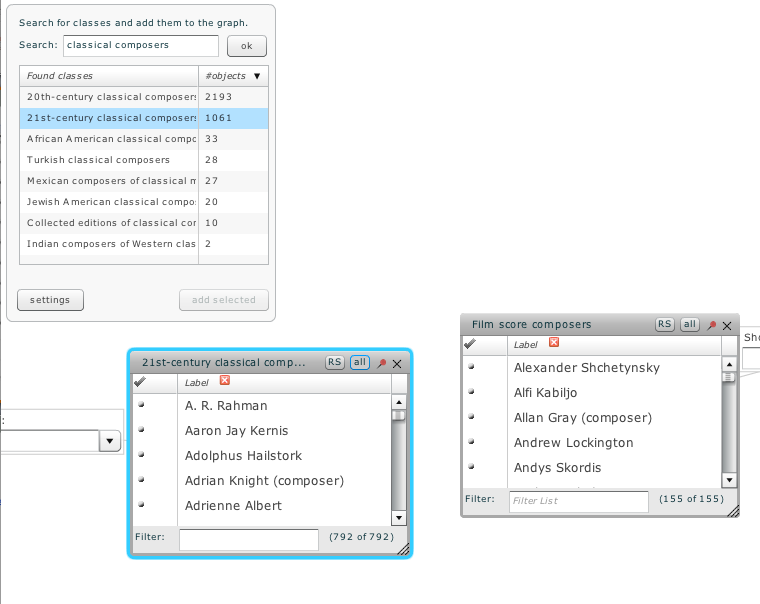 Search for classes and add them to the graph.
Search: classical composers ok
Found classes #objects
20th-century classical composers 2193
21st-century classical composers 1061
African American classical compo 33
Turkish classical composers 28
Mexican composers of classical m 27
Jewish American classical compo 20
Collected editions of classical cor 10
Indian composers of Western clas 2
settings add selected
Film score composers RS all
Label
Alexander Shchetynsky
Alfi Kabiljo
Allan Gray (composer)
Andrew Lockington
Andys Skordis
Filter: Filter List (155 of 155)
Sho
21st-century classical comp... RS all
Label
A. R. Rahman
Aaron Jay Kernis
Adolphus Hailstork
Adrian Knight (composer)
Adrienne Albert
Filter: (792 of 792)
: